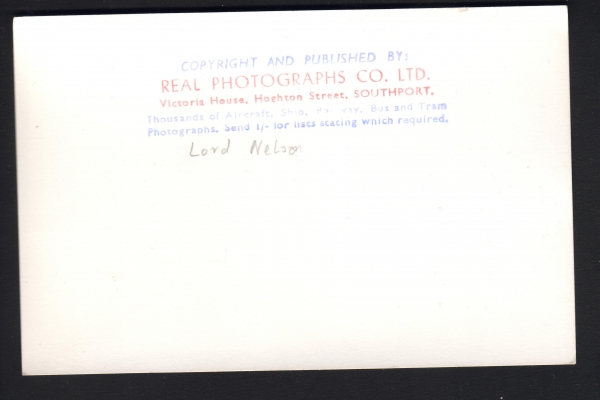 COPYRIGHT AND PUBLISHED BY:
REAL PHOTOGRAPHS CO. LTD.
Victoria House, Hoghton Street, SOUTHPORT.
Thousands of Aircraft, Ship, Railway, Bus and Tram
Photographs. Send 1/- for lists stating which required.
Lord Nelson